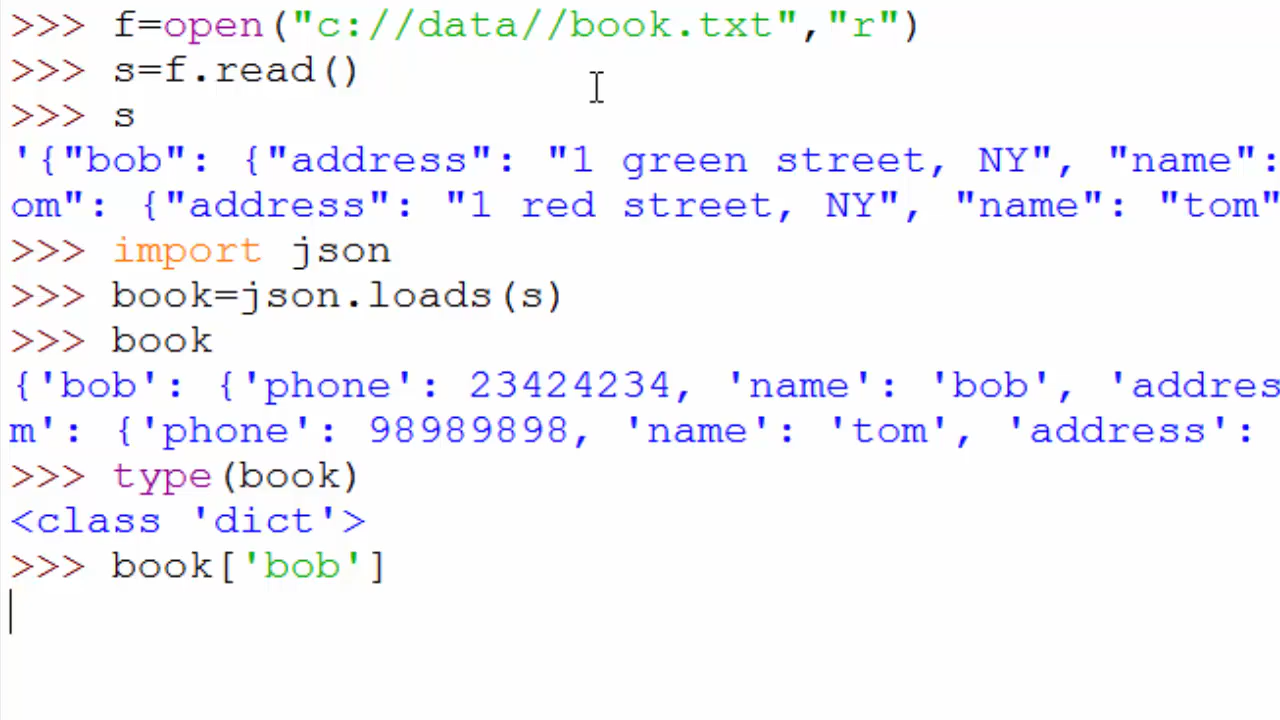 >>> f=open("c://data//book.txt","r")
>>> s=f.read()
>>> s
'{"bob": {"address": "1 green street, NY", "name":
om": {"address": "1 red street, NY", "name": "tom"
>>> import json
>>> book=json.loads(s)
>>> book
{'bob': {'phone': 23424234, 'name': 'bob', 'addres
m': {'phone': 98989898, 'name': 'tom', 'address':
>>> type(book)
<class 'dict'>
>>> book['bob']